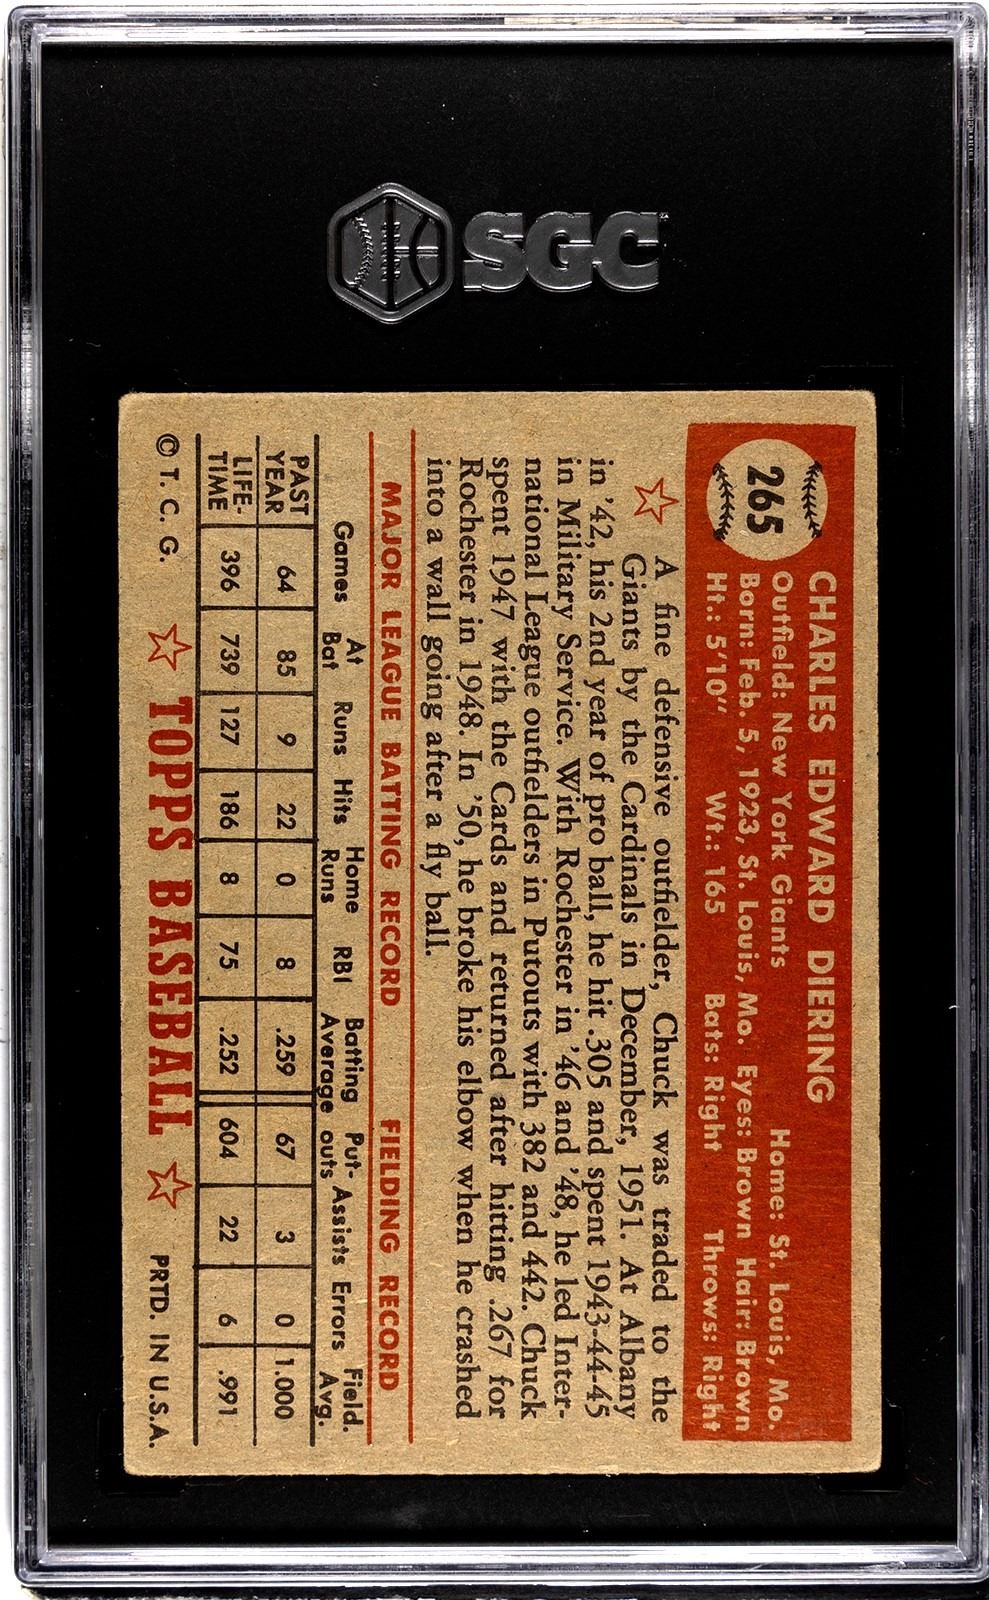 SGC
265
CHARLES EDWARD DIERING
Outfield: New York Giants Home: St. Louis, Mo.
Born: Feb. 5, 1923, St. Louis, Mo. Eyes: Brown Hair: Brown
Ht.: 5'10" Wt.: 165 Bats: Right Throws: Right
A fine defensive outfielder, Chuck was traded to the
Giants by the Cardinals in December, 1951. At Albany
in '42, his 2nd year of pro ball, he hit .305 and spent 1943-44-45
in Military Service. With Rochester in '46 and '48, he led Inter-
national League outfielders in Putouts with 382 and 442. Chuck
spent 1947 with the Cards and returned after hitting .267 for
Rochester in 1948. In '50, he broke his elbow when he crashed
into a wall going after a fly ball.
MAJOR LEAGUE BATTING RECORD FIELDING RECORD
Games At Bat Runs Hits Home Runs RBI Batting Average Put-outs Assists Errors Field. Avg.
PAST YEAR 64 85 9 22 0 8 .259 67 3 0 1.000
LIFE-TIME 396 739 127 186 8 75 .252 604 22 6 .991
© T. C. G. TOPPS BASEBALL PRTD. IN U.S.A.